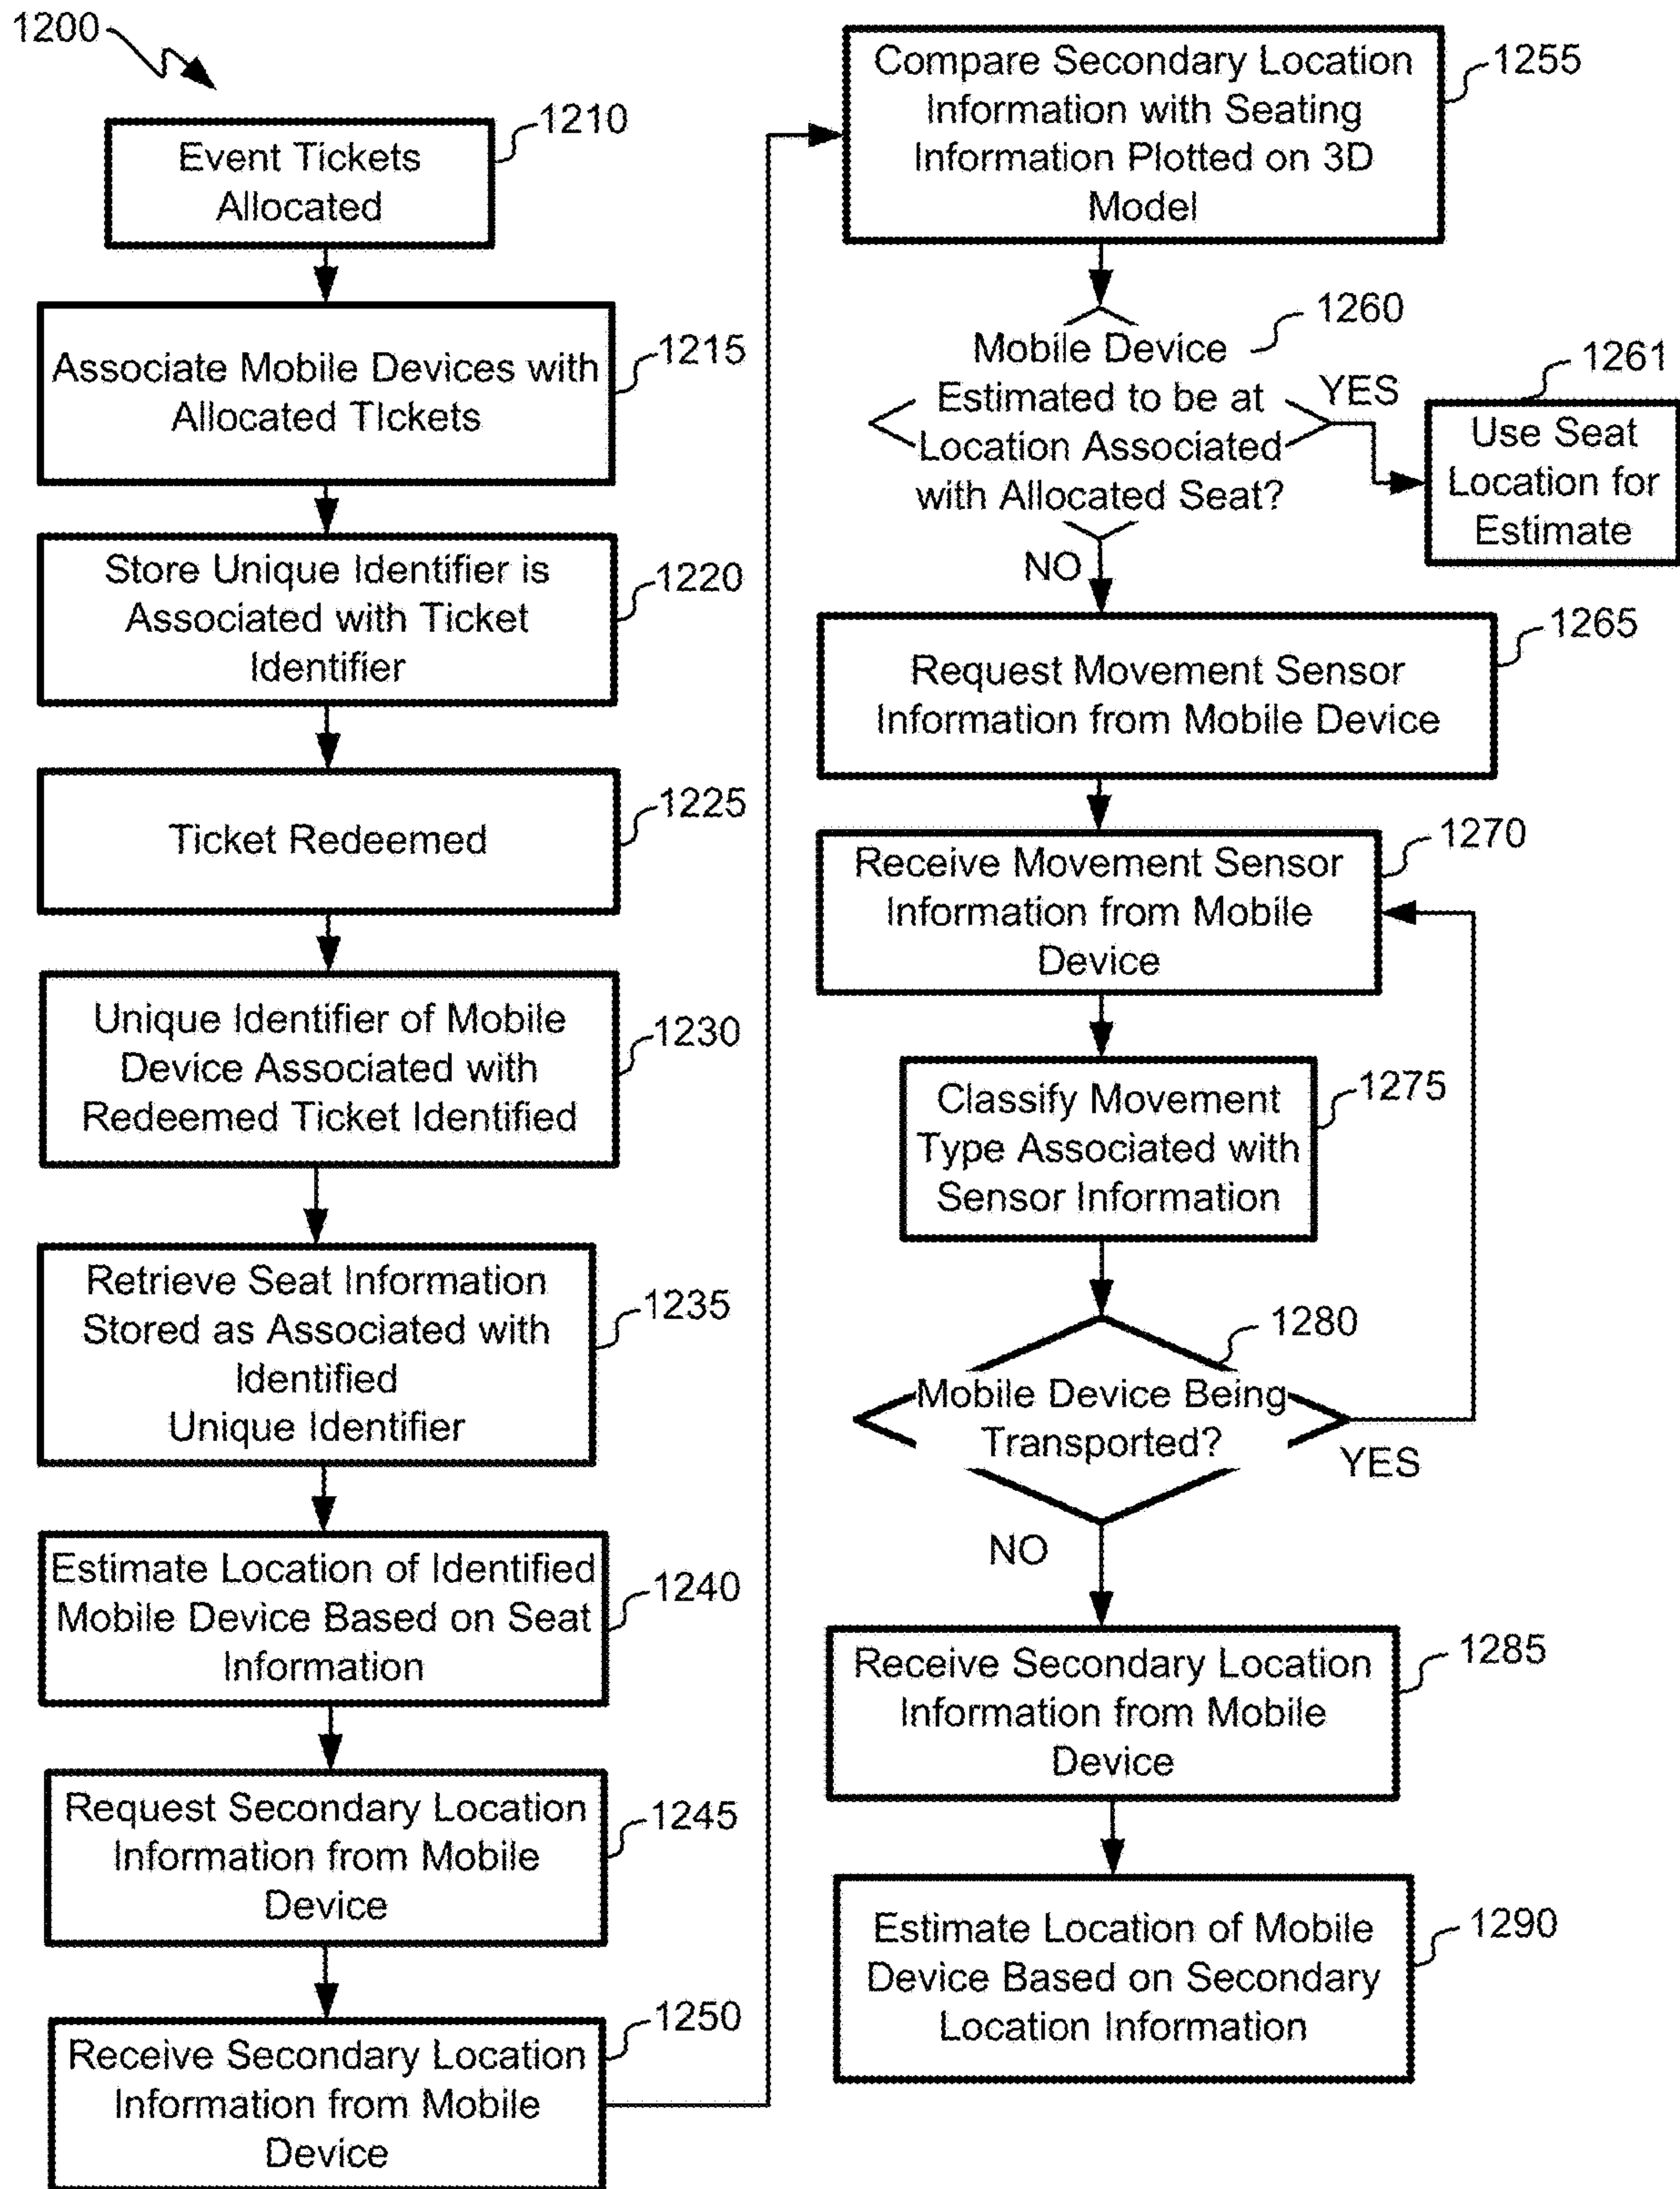 1200
Event Tickets
Allocated
1210
Associate Mobile Devices with
Allocated TIckets
1215
Store Unique Identifier is
Associated with Ticket
Identifier
1220
Ticket Redeemed
1225
Unique Identifier of Mobile
Device Associated with
Redeemed Ticket Identified
1230
Retrieve Seat Information
Stored as Associated with
Identified
Unique Identifier
1235
Estimate Location of Identified
Mobile Device Based on Seat
Information
1240
Request Secondary Location
Information from Mobile
Device
1245
Receive Secondary Location
Information from Mobile
Device
1250
Compare Secondary Location
Information with Seating
Information Plotted on 3D
Model
1255
Mobile Device
Estimated to be at
Location Associated
with Allocated Seat?
1260
YES
1261
Use Seat
Location for
Estimate
NO
Request Movement Sensor
Information from Mobile Device
1265
Receive Movement Sensor
Information from Mobile
Device
1270
Classify Movement
Type Associated with
Sensor Information
1275
Mobile Device Being
Transported?
1280
YES
NO
Receive Secondary Location
Information from Mobile
Device
1285
Estimate Location of Mobile
Device Based on Secondary
Location Information
1290